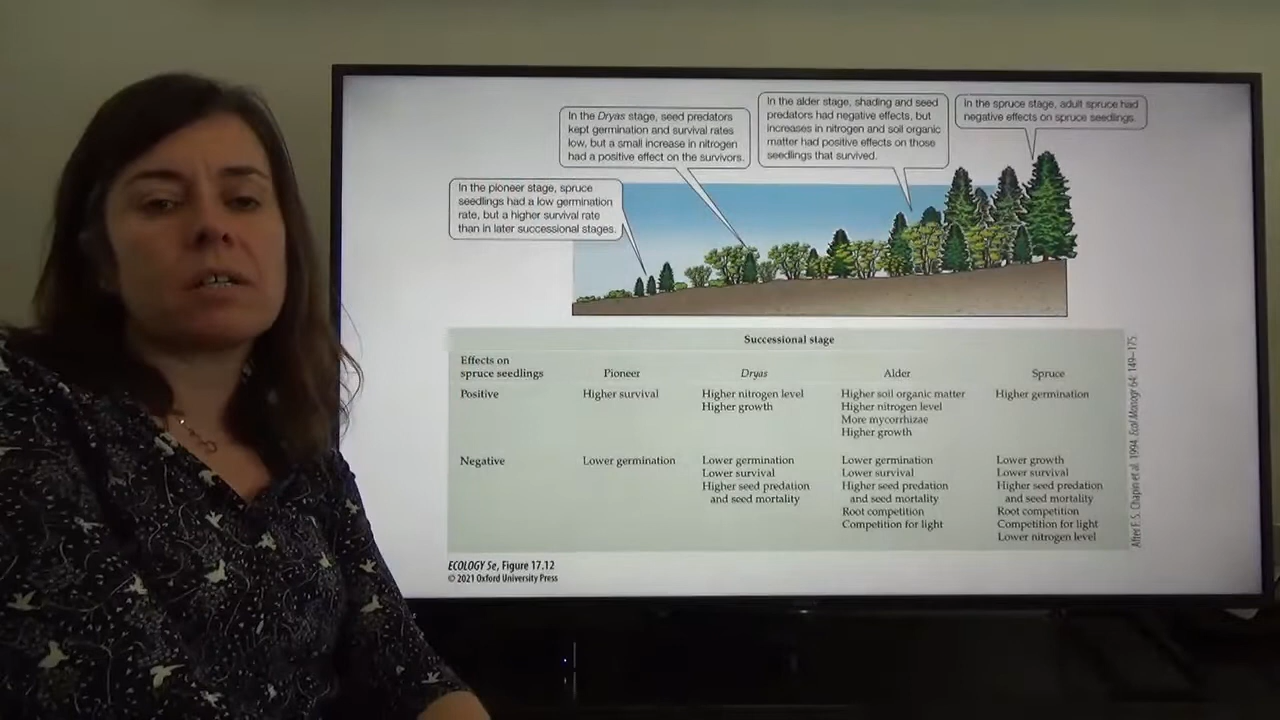 In the pioneer stage, spruce
seedlings had a low germination
rate, but a higher survival rate
than in later successional stages.
In the Dryas stage, seed predators
kept germination and survival rates
low, but a small increase in nitrogen
had a positive effect on the survivors.
In the alder stage, shading and seed
predators had negative effects, but
increases in nitrogen and soil organic
matter had positive effects on those
seedlings that survived.
In the spruce stage, adult spruce had
negative effects on spruce seedlings.
Successional stage
Effects on
spruce seedlings
Pioneer
Dryas
Alder
Spruce
Positive
Higher survival
Higher nitrogen level
Higher growth
Higher soil organic matter
Higher nitrogen level
More mycorrhizae
Higher growth
Higher germination
Negative
Lower germination
Lower germination
Lower survival
Higher seed predation
and seed mortality
Lower germination
Lower survival
Higher seed predation
and seed mortality
Root competition
Competition for light
Lower growth
Lower survival
Higher seed predation
and seed mortality
Root competition
Competition for light
Lower nitrogen level
After F. S. Chapin et al. 1994. Ecol Monogr 64: 149–175
ECOLOGY 5e, Figure 17.12
© 2021 Oxford University Press